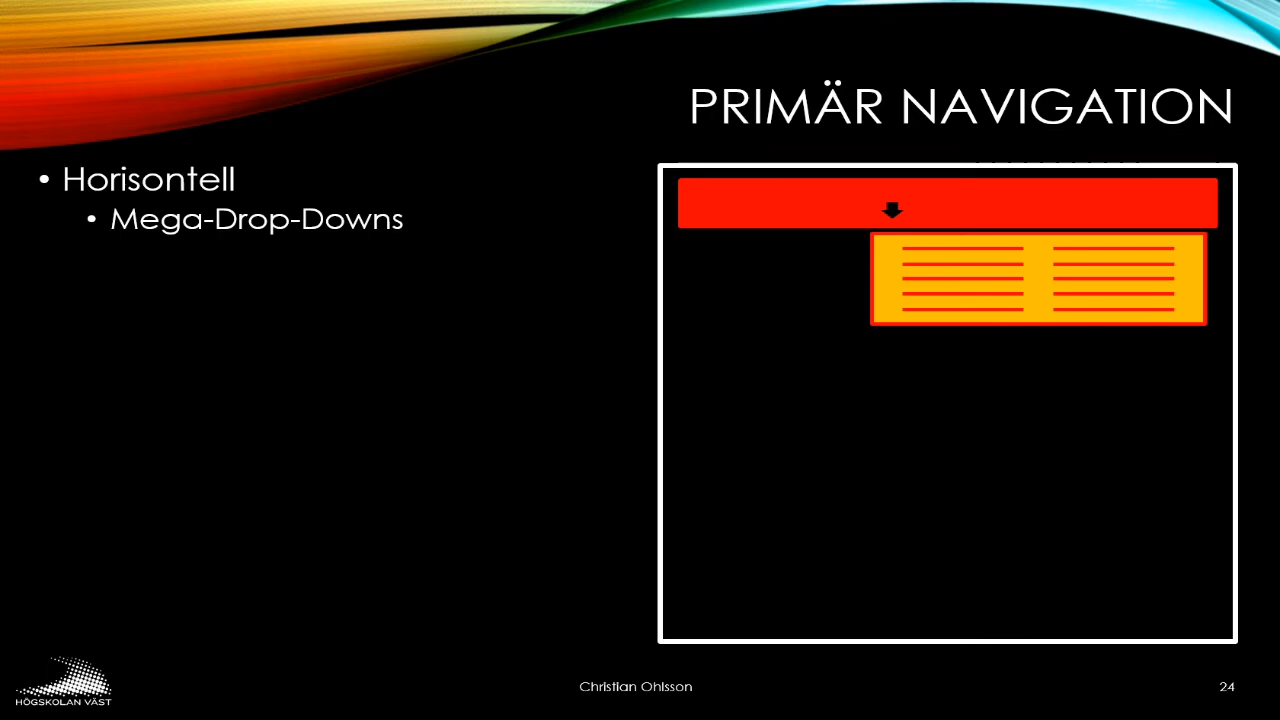 PRIMÄR NAVIGATION
• Horisontell
• Mega-Drop-Downs
HÖGSKOLAN VÄST
Christian Ohlsson
24